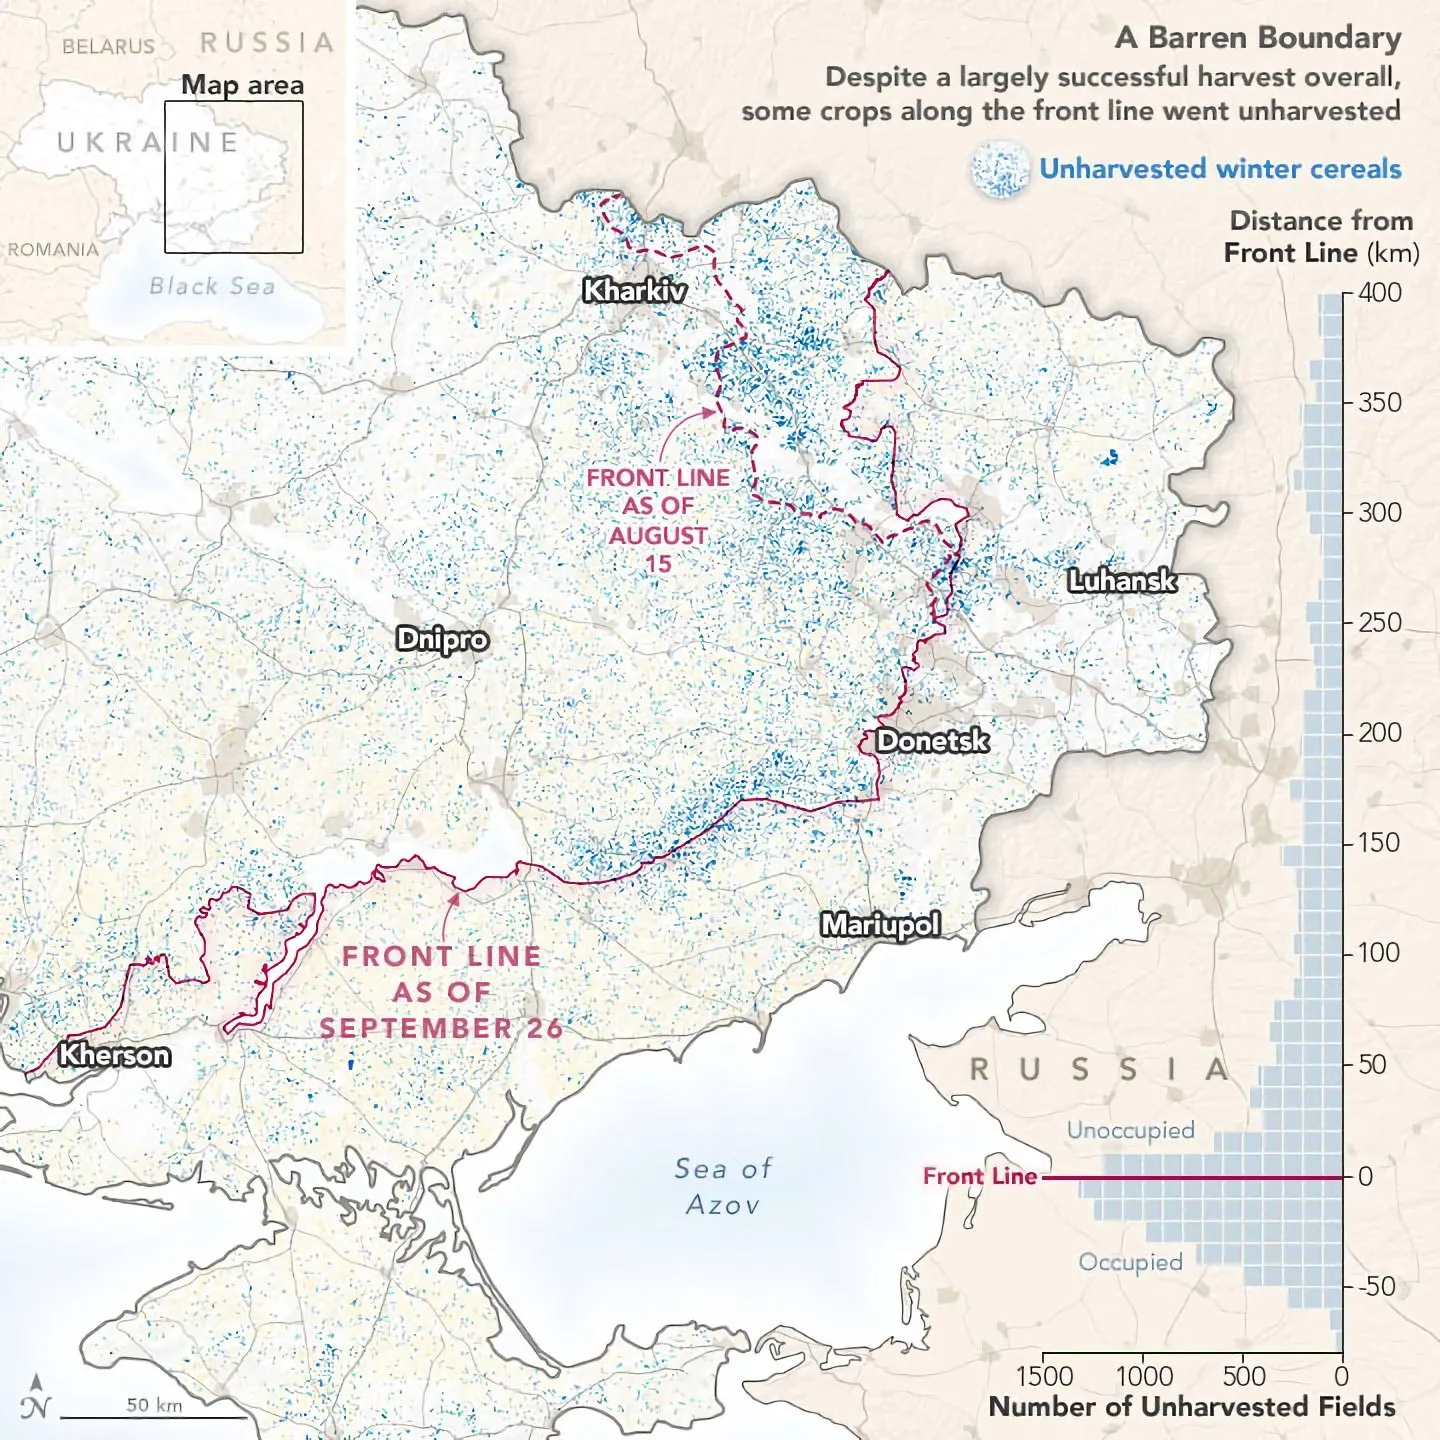 BELARUS
RUSSIA
Map area
UKRAINE
ROMANIA
Black Sea
A Barren Boundary
Despite a largely successful harvest overall,
some crops along the front line went unharvested
Unharvested winter cereals
Distance from
Front Line (km)
400
350
300
250
200
150
100
50
0
-50
Kharkiv
FRONT LINE
AS OF
AUGUST
15
Luhansk
Dnipro
Donetsk
Mariupol
FRONT LINE
AS OF
SEPTEMBER 26
Kherson
RUSSIA
Unoccupied
Front Line
Occupied
Sea of
Azov
1500 1000 500 0
Number of Unharvested Fields
N
50 km